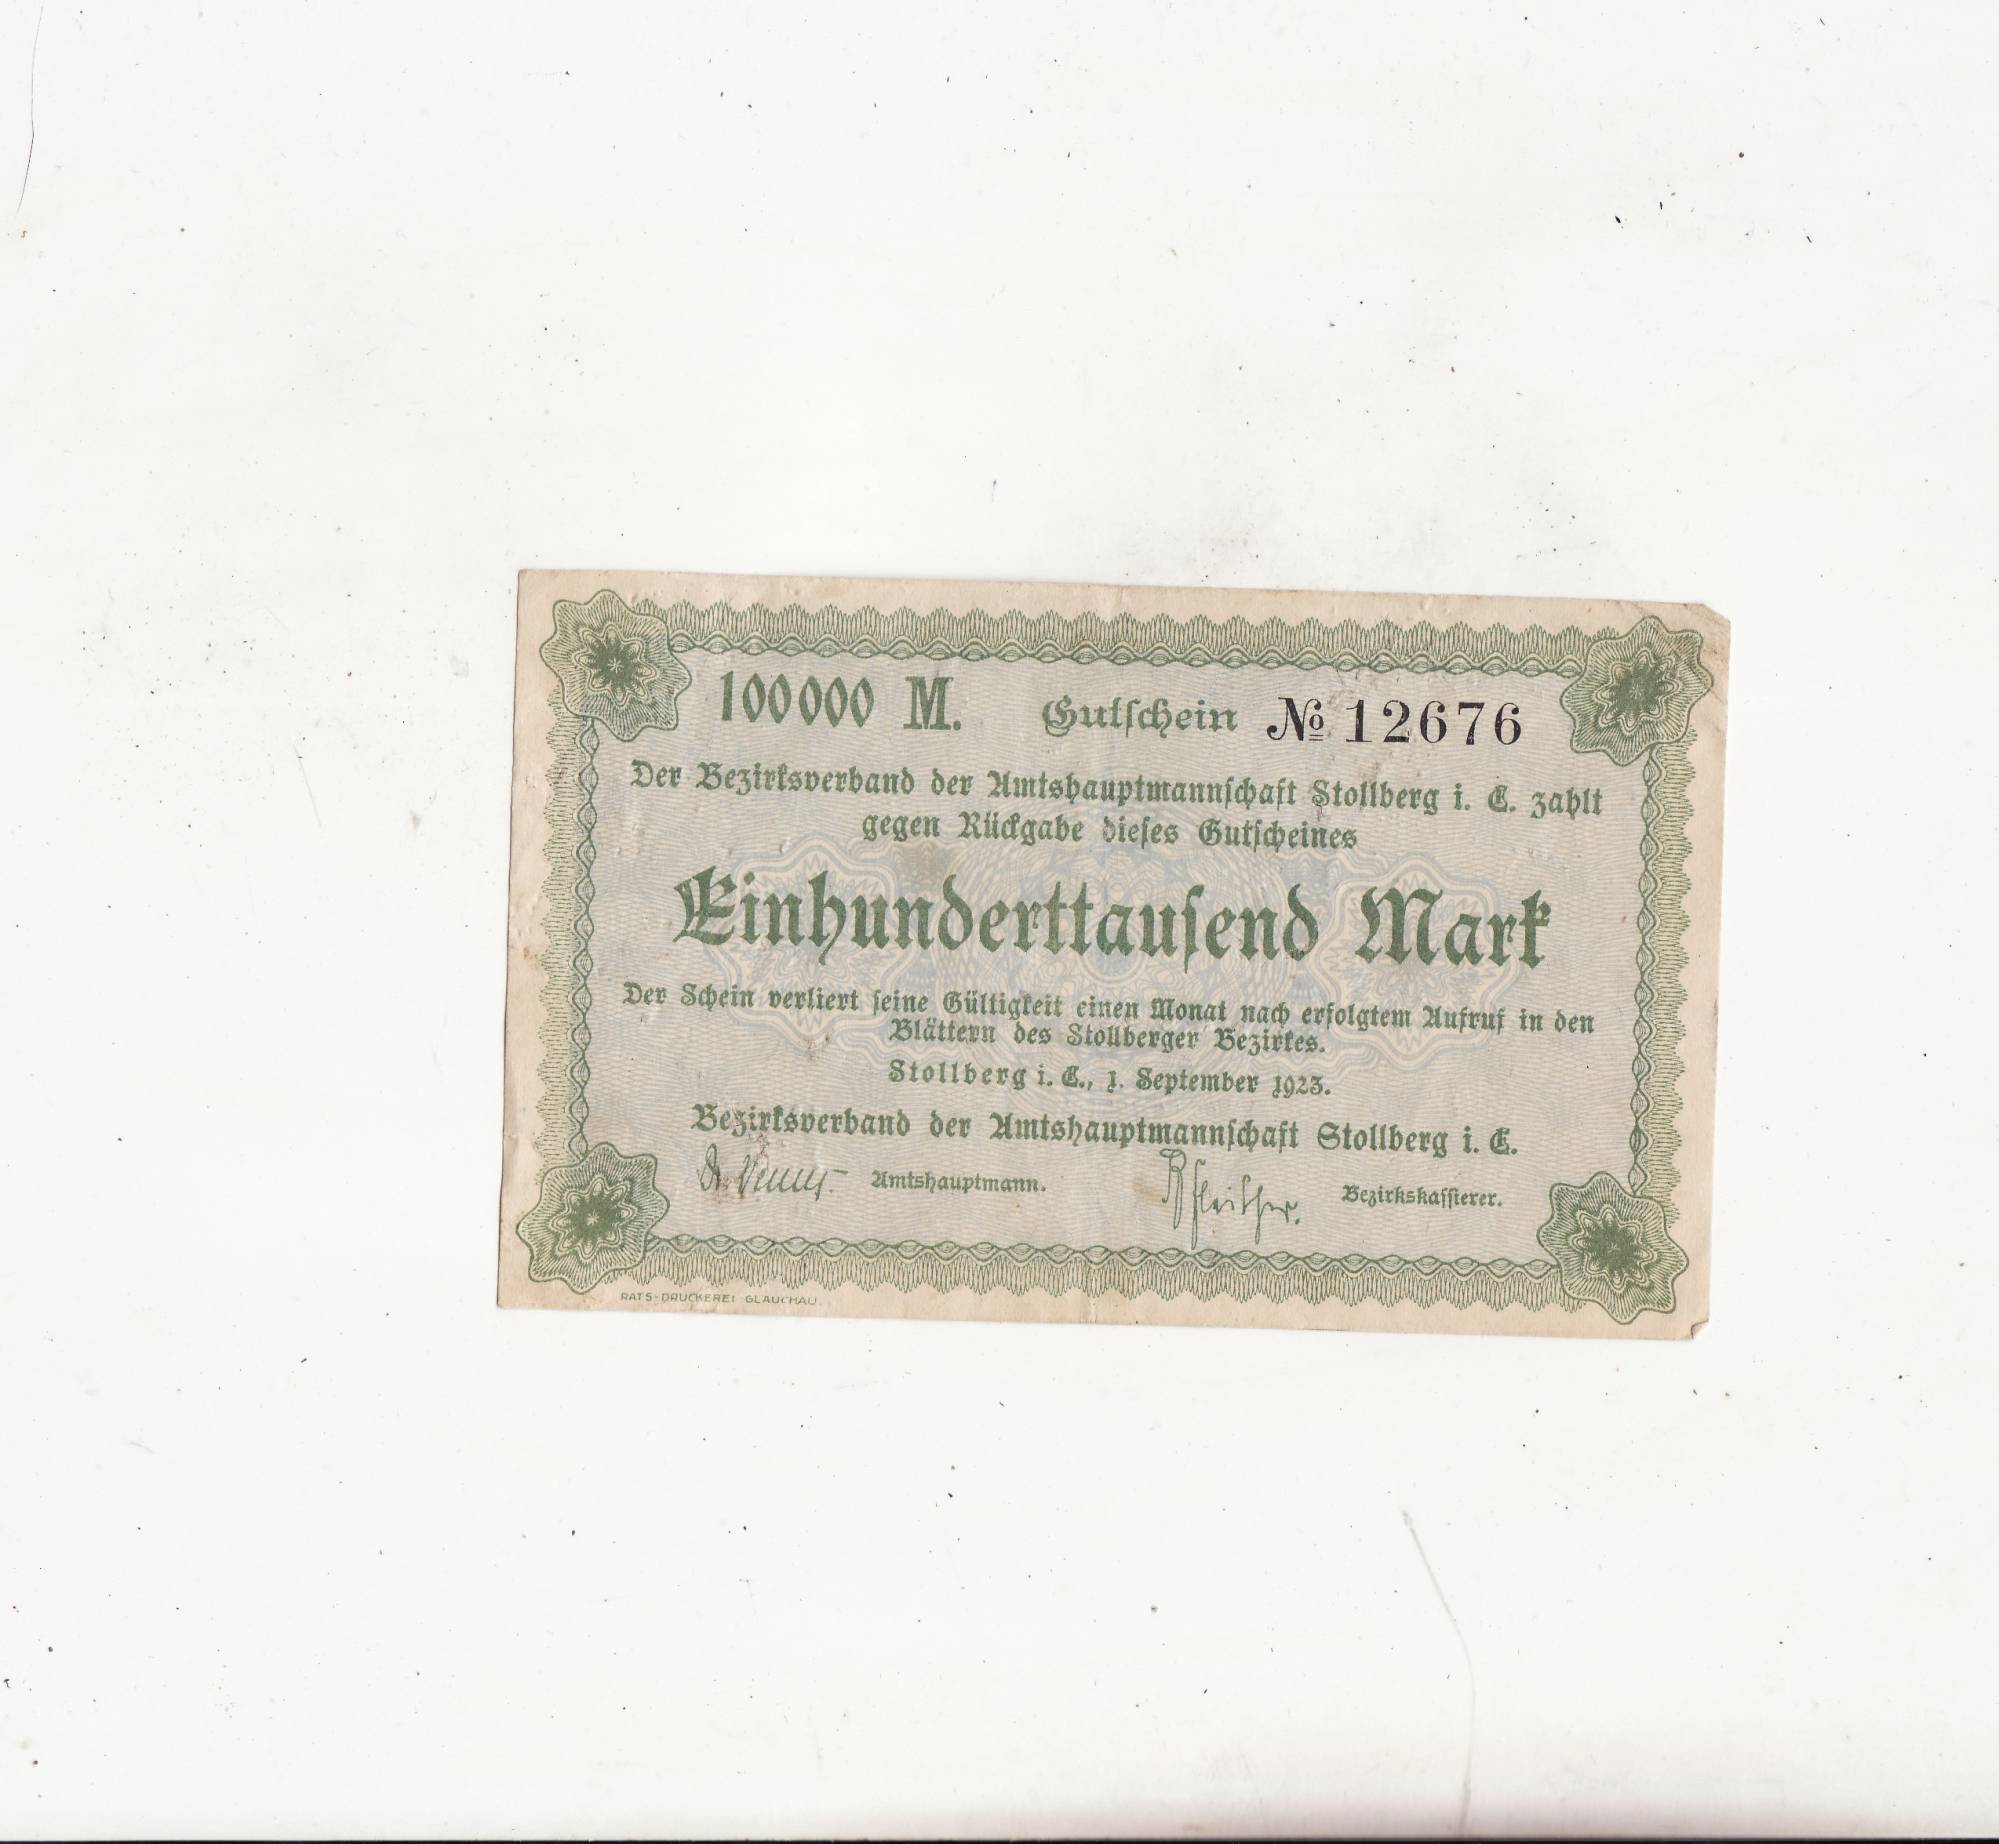 100000 M. Gutschein № 12676
Der Bezirksverband der Amtshauptmannschaft Stollberg i. E. zahlt
gegen Rückgabe dieses Gutscheines
Einhunderttausend Mark
Der Schein verliert seine Gültigkeit einen Monat nach erfolgtem Aufruf in den
Blättern des Stollberger Bezirkes.
Stollberg i. E., 1. September 1923.
Bezirksverband der Amtshauptmannschaft Stollberg i. E.
Amtshauptmann. Bezirkskassierer.
RATS-DRUCKEREI GLAUCHAU